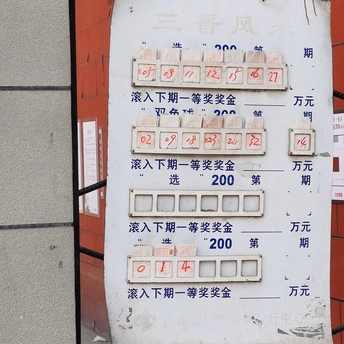 三晋风采
"选 " 200 第 期
05 09 11 12 15 16 27
滚入下期一等奖奖金 万元
"双色球"
02 09 18 23 26 32 14
滚入下期一等奖奖金 万元
" 选 " 200 第 期
滚入下期一等奖奖金 万元
" 选 " 200 第 期
0 1 4
滚入下期一等奖奖金 万元